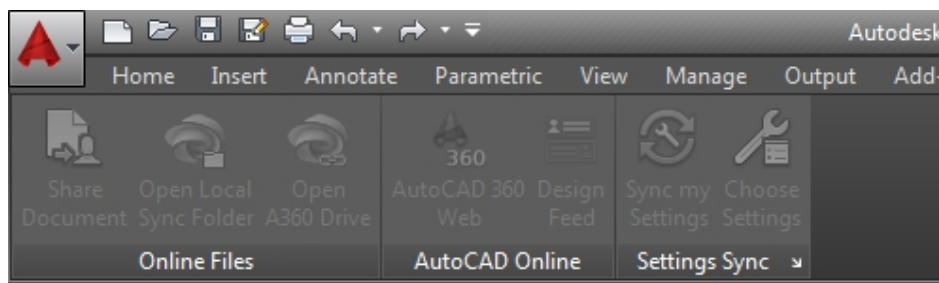 Autodesk
Home Insert Annotate Parametric View Manage Output Add-
360
Share Open Local Open AutoCAD 360 Design Sync my Choose
Document Sync Folder A360 Drive Web Feed Settings Settings
Online Files AutoCAD Online Settings Sync